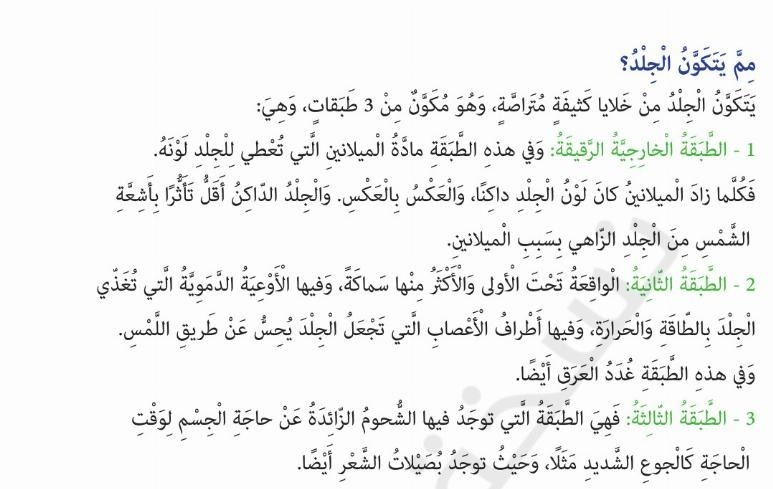 مِمَّ يَتَكَوَّنُ الْجِلْدُ؟
يَتَكَوَّنُ الْجِلْدُ مِنْ خَلايا كَثيفَةٍ مُتَراصَّةٍ، وَهُوَ مُكَوَّنٌ مِنْ 3 طَبَقاتٍ، وَهِيَ:
1 - الطَّبَقَةُ الْخارِجِيَّةُ الرَّقيقَةُ: وَفي هذِهِ الطَّبَقَةِ مادَّةُ الْميلانينِ الَّتي تُعْطي لِلْجِلْدِ لَوْنَهُ.
فَكُلَّما زادَ الْميلانينُ كانَ لَوْنُ الْجِلْدِ داكِنًا، وَالْعَكْسُ بِالْعَكْسِ. وَالْجِلْدُ الدّاكِنُ أَقَلُّ تَأَثُّرًا بِأَشِعَّةِ
الشَّمْسِ مِنَ الْجِلْدِ الزّاهي بِسَبَبِ الْميلانينِ.
2 - الطَّبَقَةُ الثّانِيَةُ: الْواقِعَةُ تَحْتَ الْأولى وَالْأَكْثَرُ مِنْها سَماكَةً، وَفيها الْأَوْعِيَةُ الدَّمَوِيَّةُ الَّتي تُغَذّي
الْجِلْدَ بِالطّاقَةِ وَالْحَرارَةِ، وَفيها أَطْرافُ الْأَعْصابِ الَّتي تَجْعَلُ الْجِلْدَ يُحِسُّ عَنْ طَريقِ اللَّمْسِ.
وَفي هذِهِ الطَّبَقَةِ غُدَدُ الْعَرَقِ أَيْضًا.
3 - الطَّبَقَةُ الثّالِثَةُ: فَهِيَ الطَّبَقَةُ الَّتي توجَدُ فيها الشُّحومُ الزّائِدَةُ عَنْ حاجَةِ الْجِسْمِ لِوَقْتِ
الْحاجَةِ كَالْجوعِ الشَّديدِ مَثَلًا، وَحَيْثُ توجَدُ بُصَيْلاتُ الشَّعْرِ أَيْضًا.